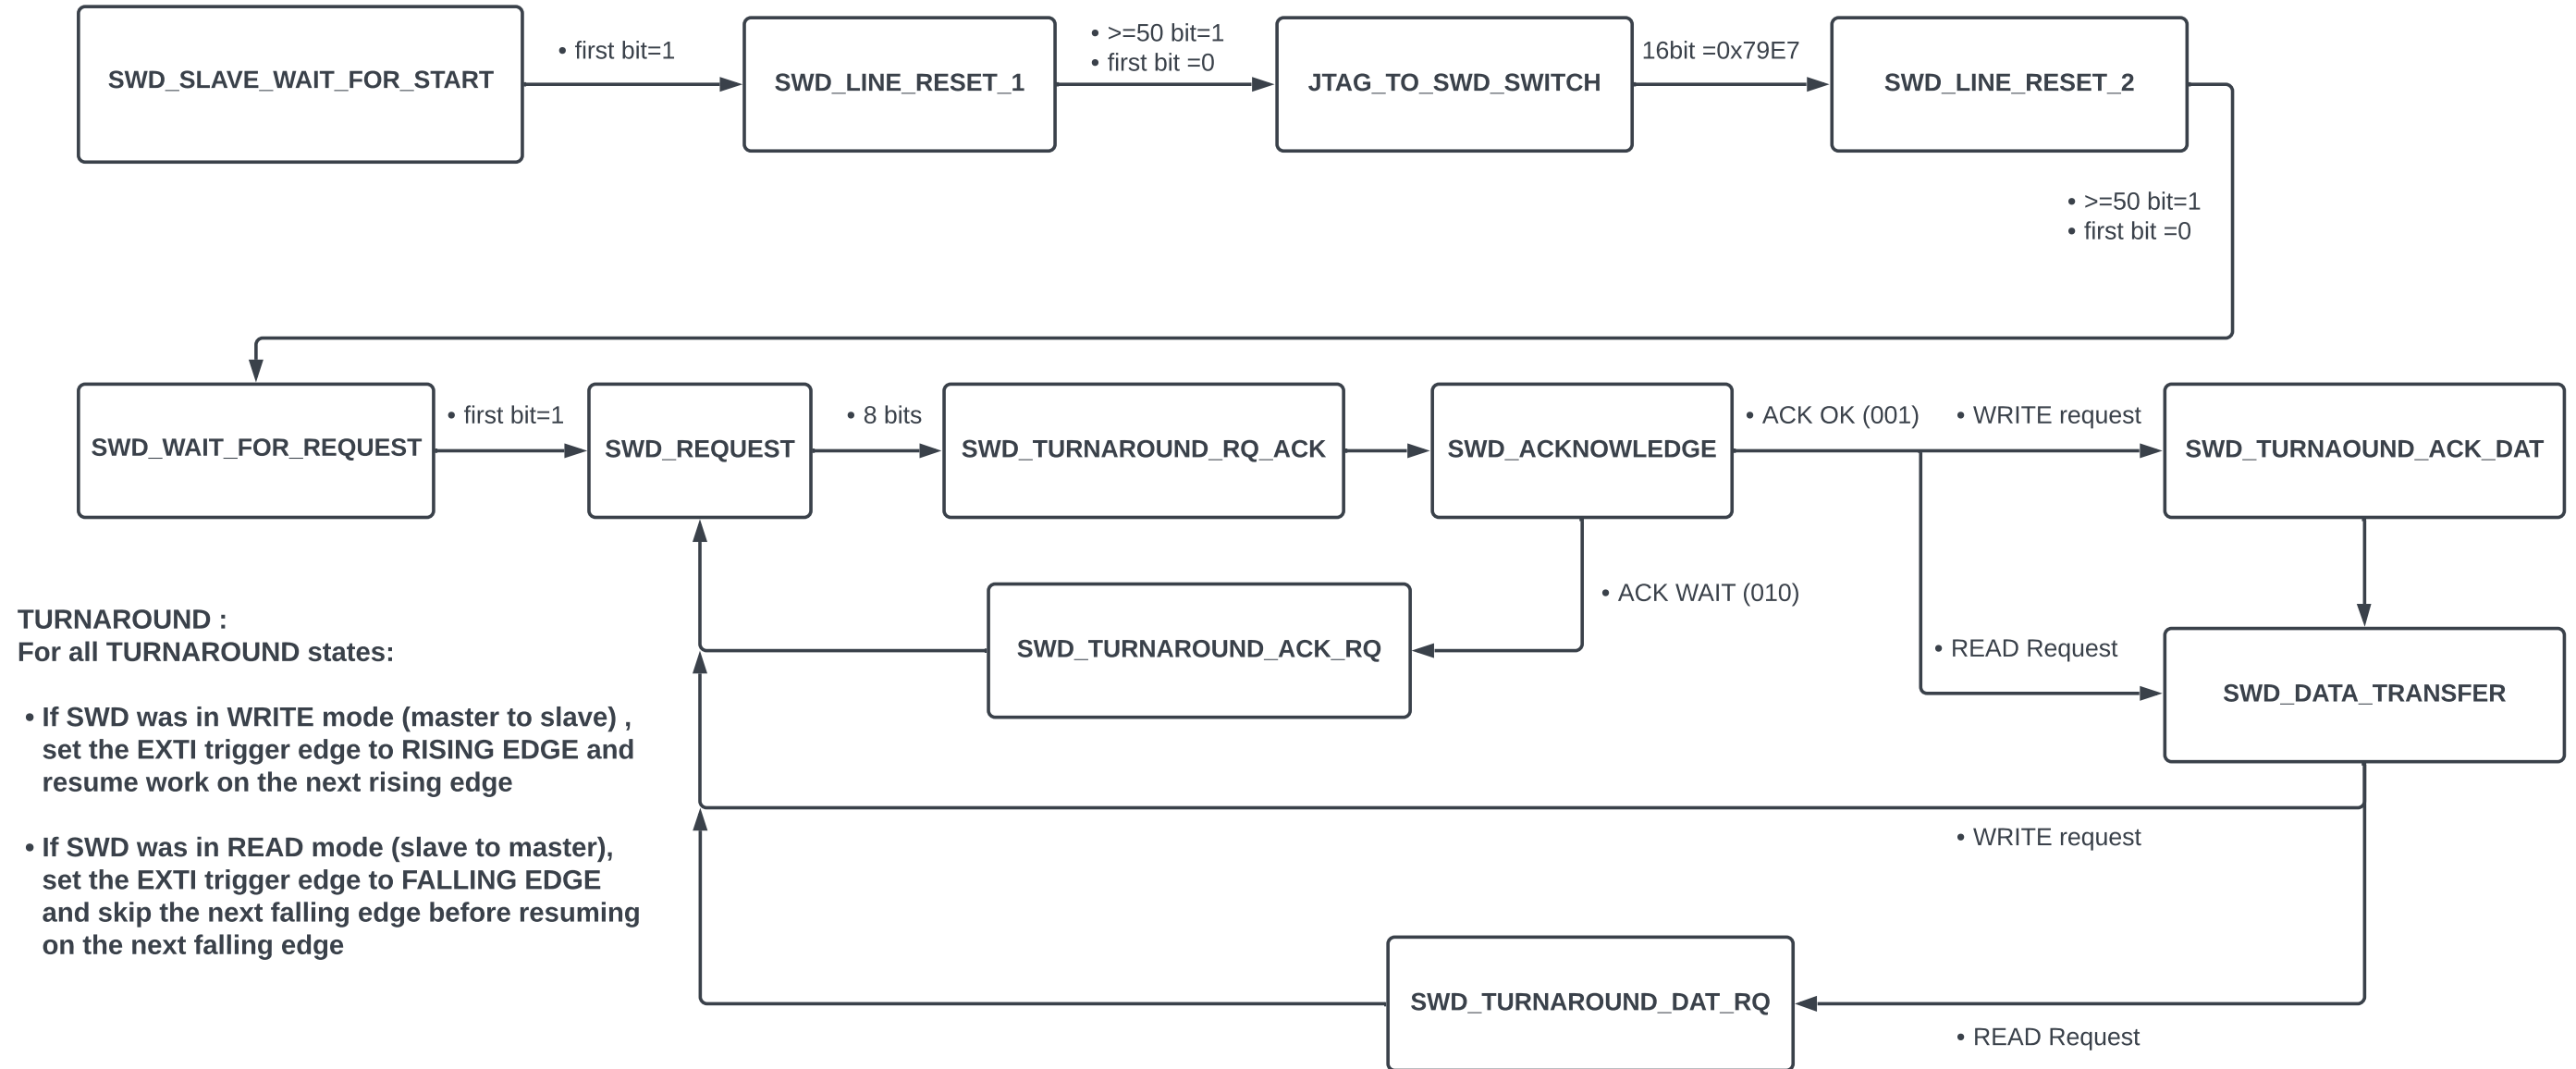 SWD_SLAVE_WAIT_FOR_START
• first bit=1
SWD_LINE_RESET_1
• >=50 bit=1
• first bit =0
JTAG_TO_SWD_SWITCH
16bit =0x79E7
SWD_LINE_RESET_2
• >=50 bit=1
• first bit =0
SWD_WAIT_FOR_REQUEST
• first bit=1
SWD_REQUEST
• 8 bits
SWD_TURNAROUND_RQ_ACK
SWD_ACKNOWLEDGE
• ACK OK (001)
• WRITE request
SWD_TURNAOUND_ACK_DAT
• ACK WAIT (010)
SWD_TURNAROUND_ACK_RQ
• READ Request
SWD_DATA_TRANSFER
TURNAROUND :
For all TURNAROUND states:
• If SWD was in WRITE mode (master to slave) ,
set the EXTI trigger edge to RISING EDGE and
resume work on the next rising edge
• If SWD was in READ mode (slave to master),
set the EXTI trigger edge to FALLING EDGE
and skip the next falling edge before resuming
on the next falling edge
• WRITE request
SWD_TURNAROUND_DAT_RQ
• READ Request